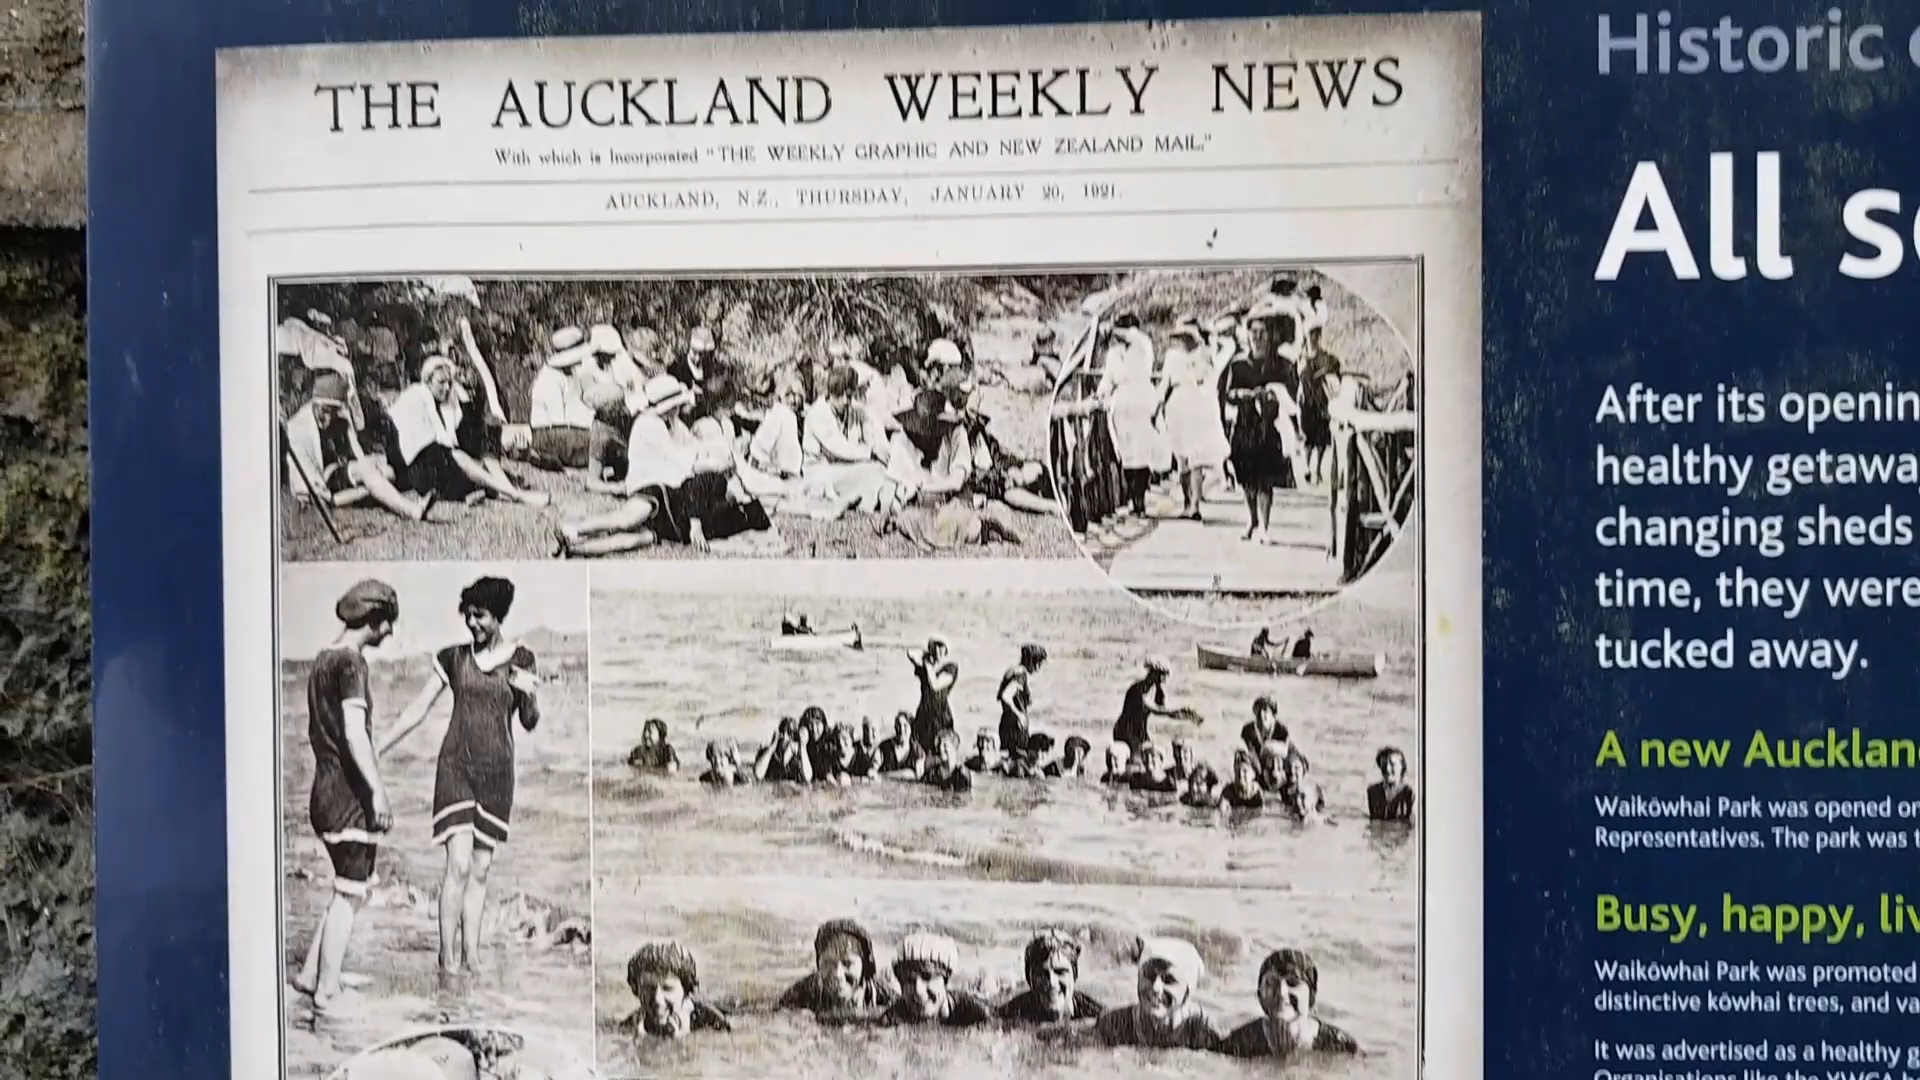 THE AUCKLAND WEEKLY NEWS
With which is Incorporated "THE WEEKLY GRAPHIC AND NEW ZEALAND MAIL."
AUCKLAND, N.Z., THURSDAY, JANUARY 20, 1921.
Historic
All
After its openin
healthy getawa
changing sheds
time, they were
tucked away.
A new Aucklan
Waikōwhai Park was opened on
Representatives. The park was t
Busy, happy, liv
Waikōwhai Park was promoted
distinctive kōwhai trees, and va
It was advertised as a healthy g
Organisations like the YWCA